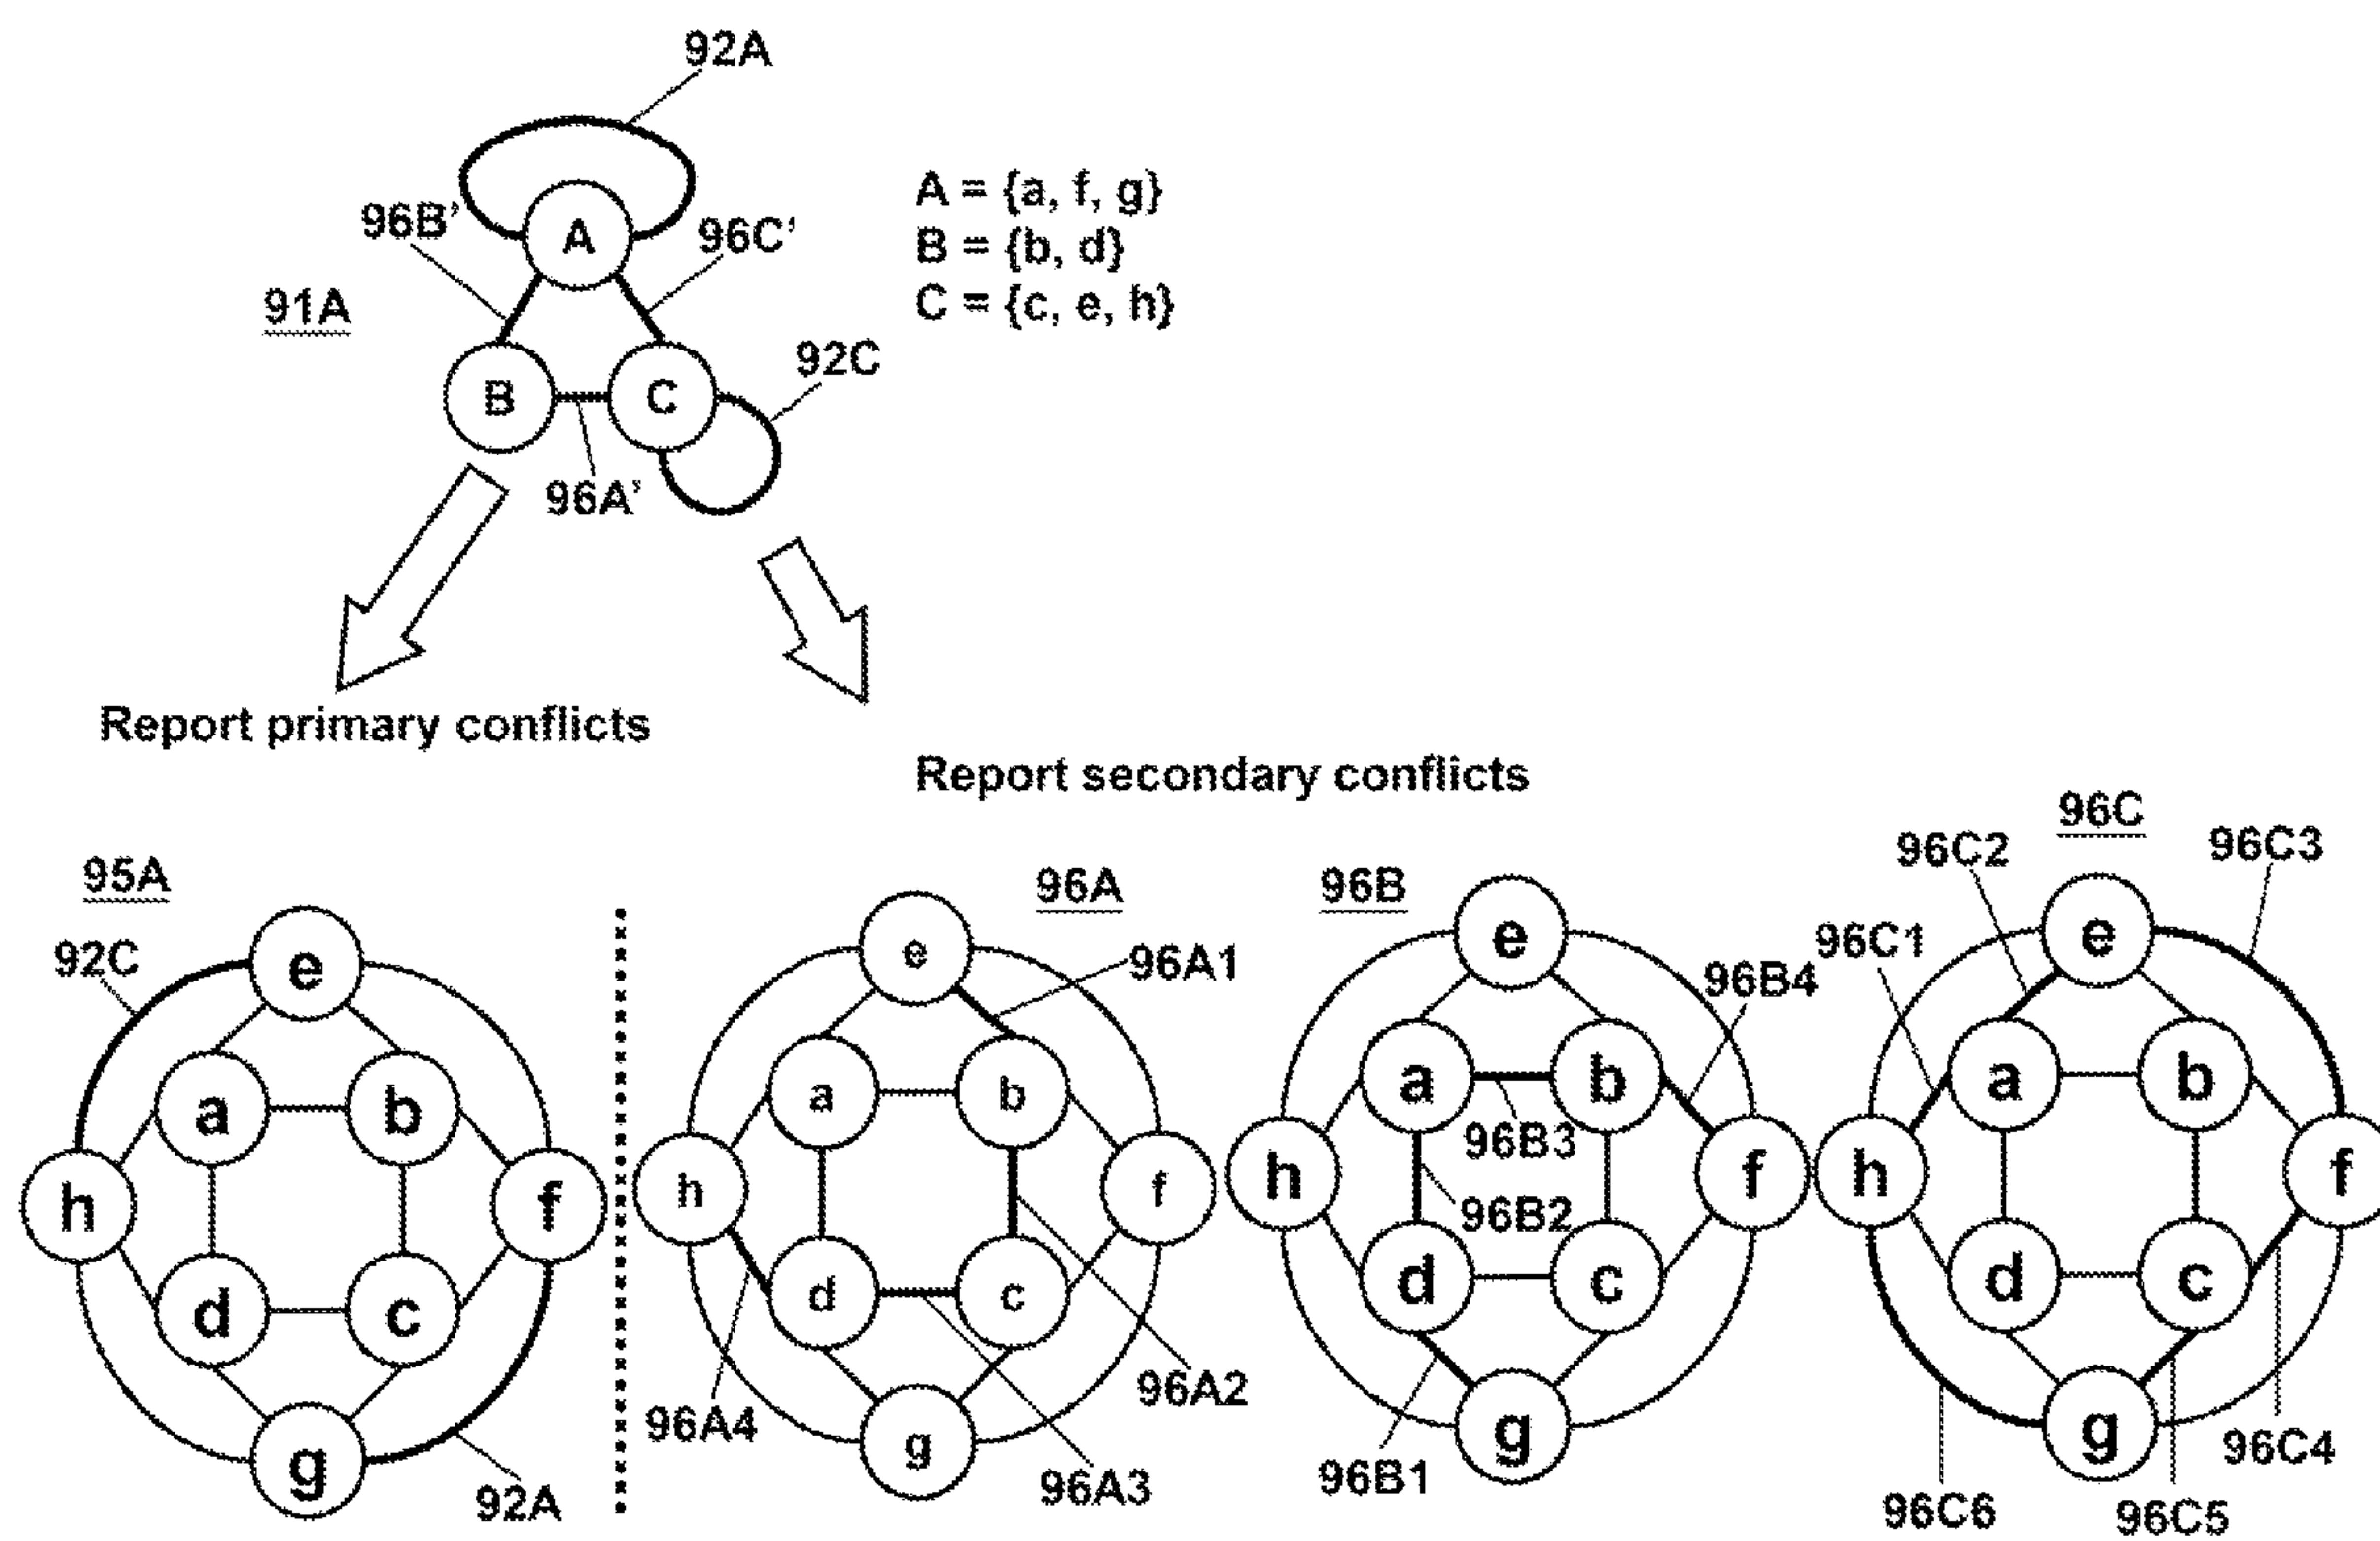 92A
96B'
A
96C'
A = {a, f, g}
B = {b, d}
C = {c, e, h}
91A
92C
B
C
96A'
Report primary conflicts
Report secondary conflicts
95A
92C
e
a
b
h
f
d
c
g
92A
96A
96A1
e
a
b
h
f
d
c
g
96A4
96A2
96A3
96B
e
96B4
a
b
96B3
h
f
96B2
d
c
g
96B1
96C
96C2
96C3
96C1
e
a
b
h
f
d
c
g
96C4
96C6
96C5